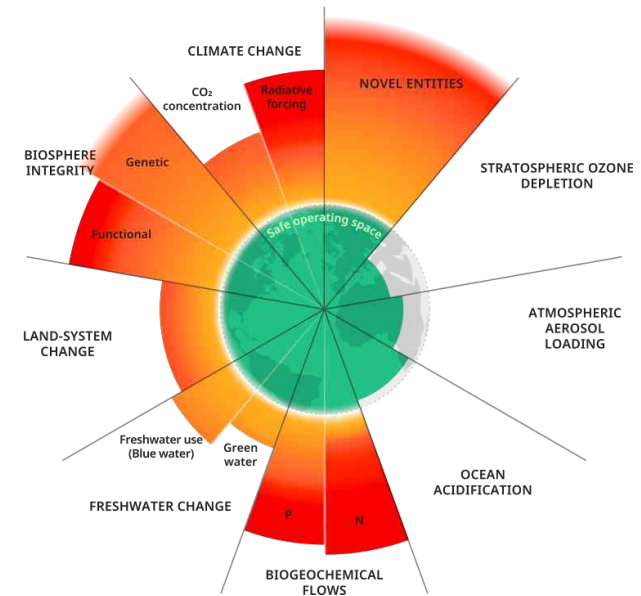 CLIMATE CHANGE
CO₂
concentration
Radiative
forcing
NOVEL ENTITIES
BIOSPHERE
INTEGRITY
Genetic
Functional
STRATOSPHERIC OZONE
DEPLETION
Safe operating space
ATMOSPHERIC
AEROSOL
LOADING
LAND-SYSTEM
CHANGE
Freshwater use
(Blue water)
Green
water
FRESHWATER CHANGE
OCEAN
ACIDIFICATION
P
N
BIOGEOCHEMICAL
FLOWS